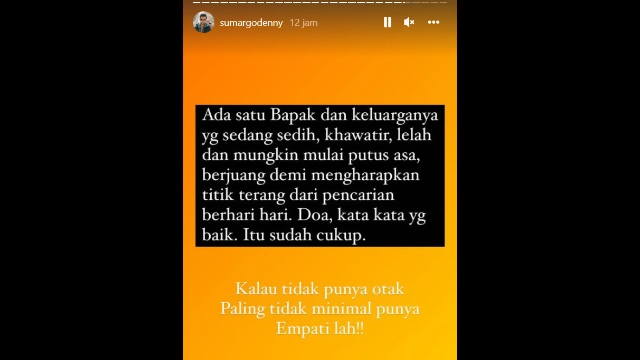 sumargodenny 12 jam
Ada satu Bapak dan keluarganya
yg sedang sedih, khawatir, lelah
dan mungkin mulai putus asa,
berjuang demi mengharapkan
titik terang dari pencarian
berhari hari. Doa, kata kata yg
baik. Itu sudah cukup.
Kalau tidak punya otak
Paling tidak minimal punya
Empati lah!!